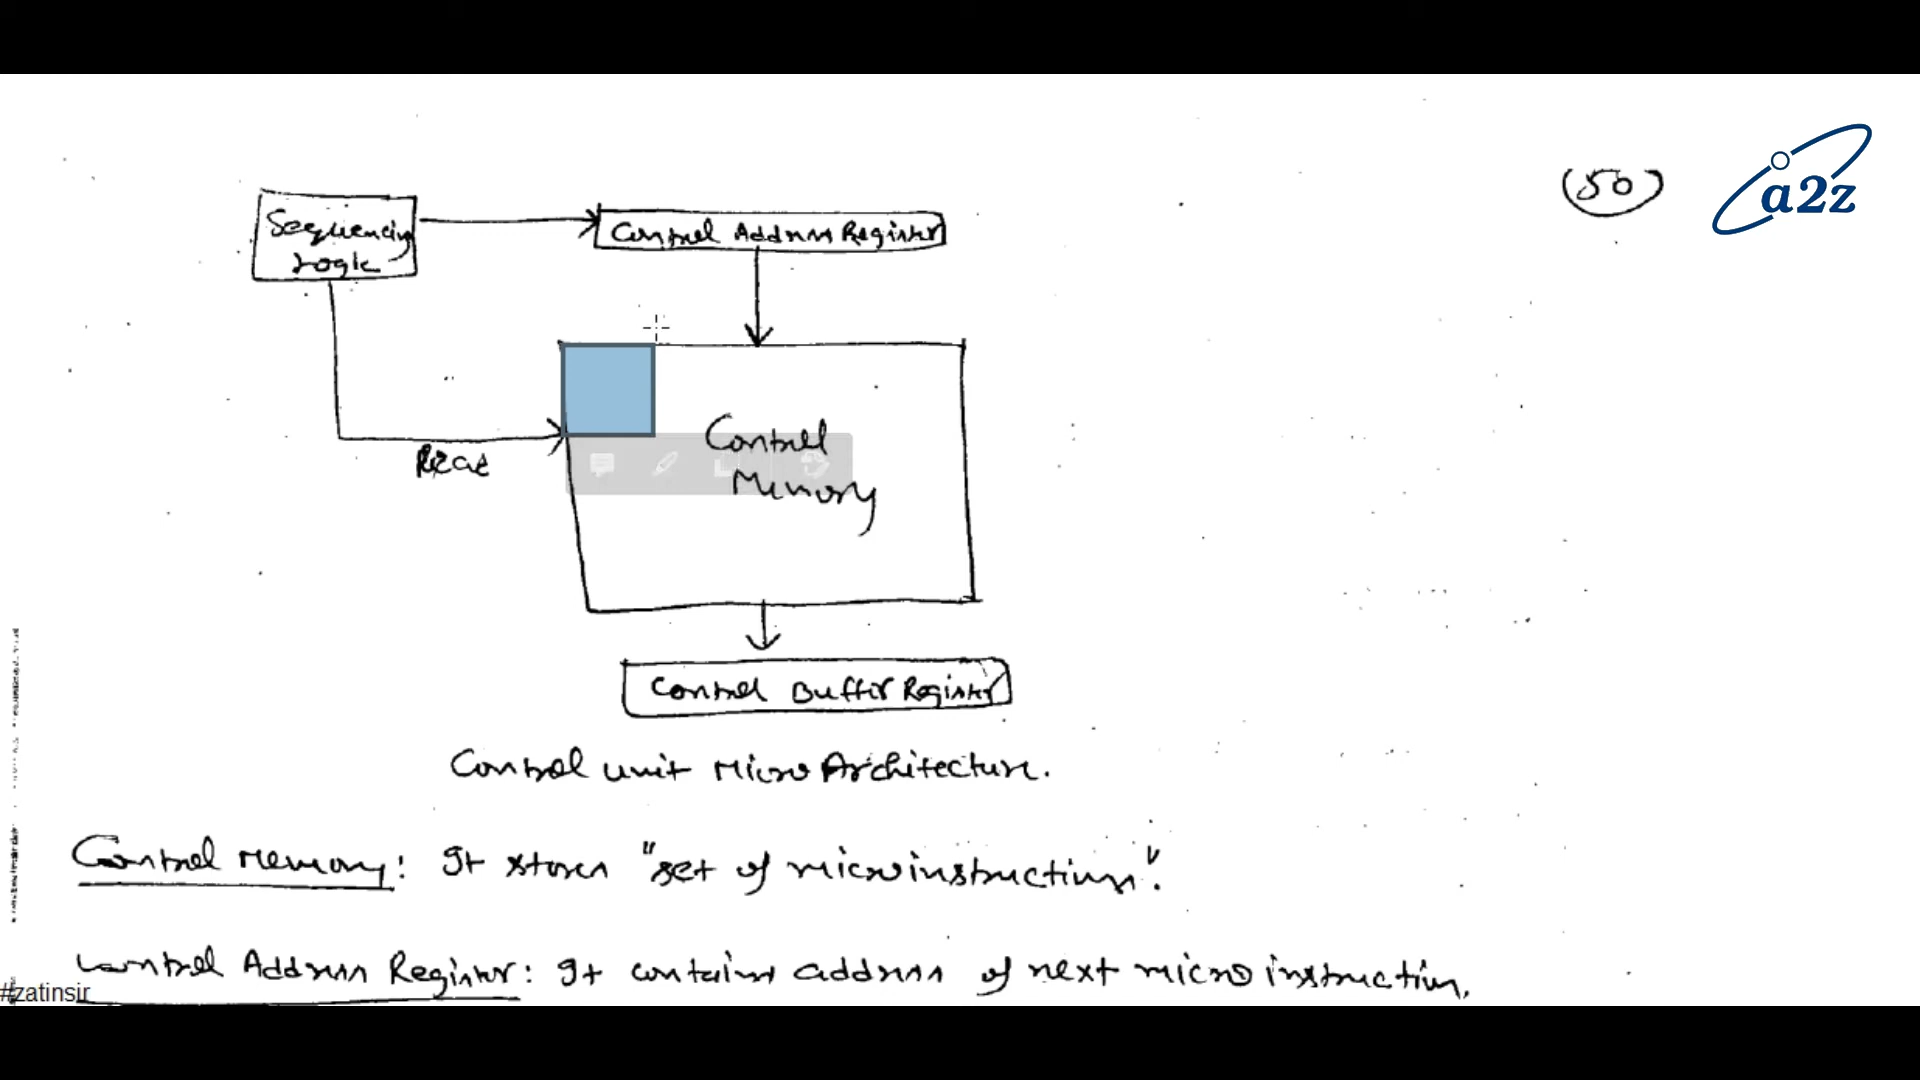 (50)
a2z
Sequencing
Logic
Control Address Register
Read
Control
Memory
Control Buffer Register
Control unit Micro Architecture.
Control Memory: It stores "set of microinstructions".
Control Address Register: It contains address of next micro instruction.
#zatinsir